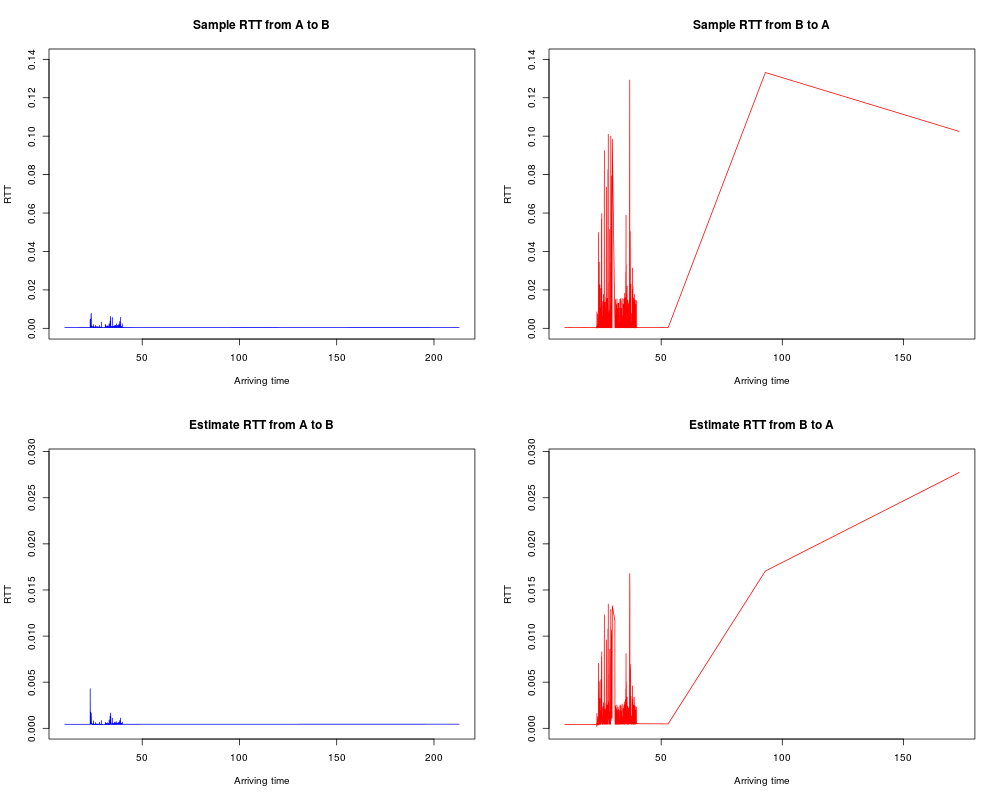 Sample RTT from A to B
RTT
0.00 0.02 0.04 0.06 0.08 0.10 0.12 0.14
50 100 150 200
Arriving time
Sample RTT from B to A
RTT
0.00 0.02 0.04 0.06 0.08 0.10 0.12 0.14
50 100 150
Arriving time
Estimate RTT from A to B
RTT
0.000 0.005 0.010 0.015 0.020 0.025 0.030
50 100 150 200
Arriving time
Estimate RTT from B to A
RTT
0.000 0.005 0.010 0.015 0.020 0.025 0.030
50 100 150
Arriving time